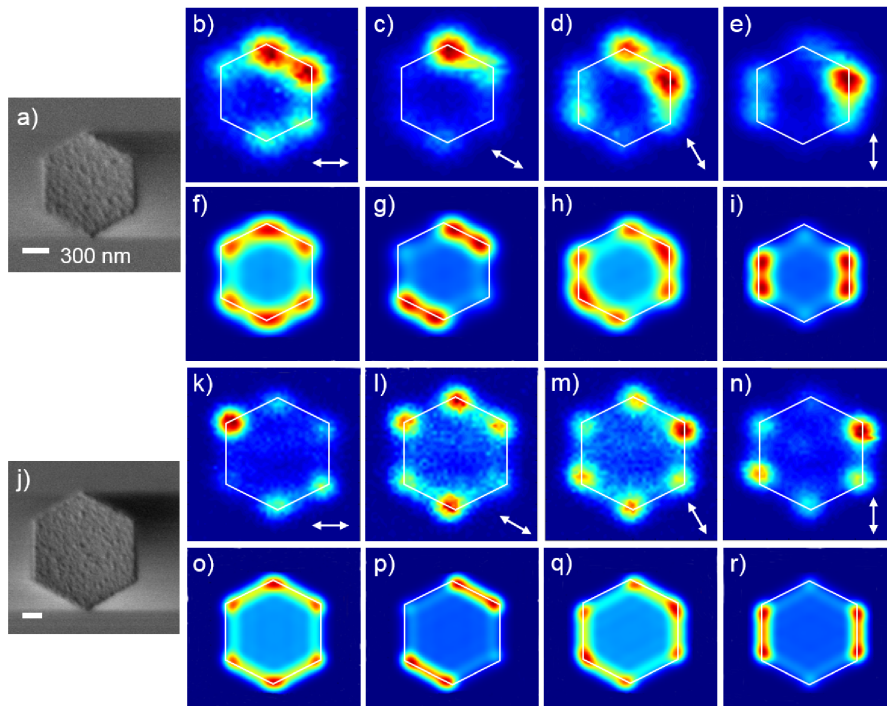 b) c) d) e)
a)
300 nm
f) g) h) i)
k) l) m) n)
j)
o) p) q) r)